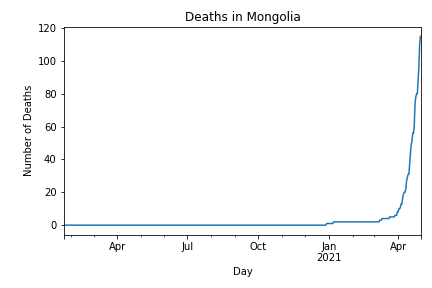 Deaths in Mongolia
120
100
80
60
40
20
0
Number of Deaths
Apr
Jul
Oct
Jan
2021
Apr
Day